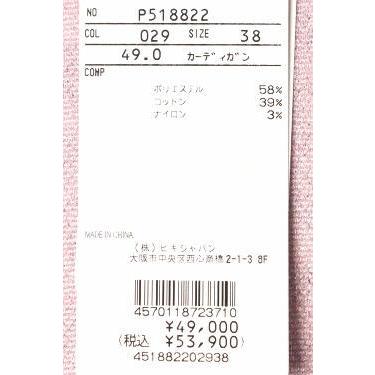 NO P518822
COL 029 SIZE 38
49.0 カーディガン
COMP
ポリエステル 58%
コットン 39%
ナイロン 3%
MADE IN CHINA
(株)ビキジャパン
大阪市中央区西心斎橋2-1-3 8F
4570118723710
¥49,000
(税込 ¥53,900)
451882202938